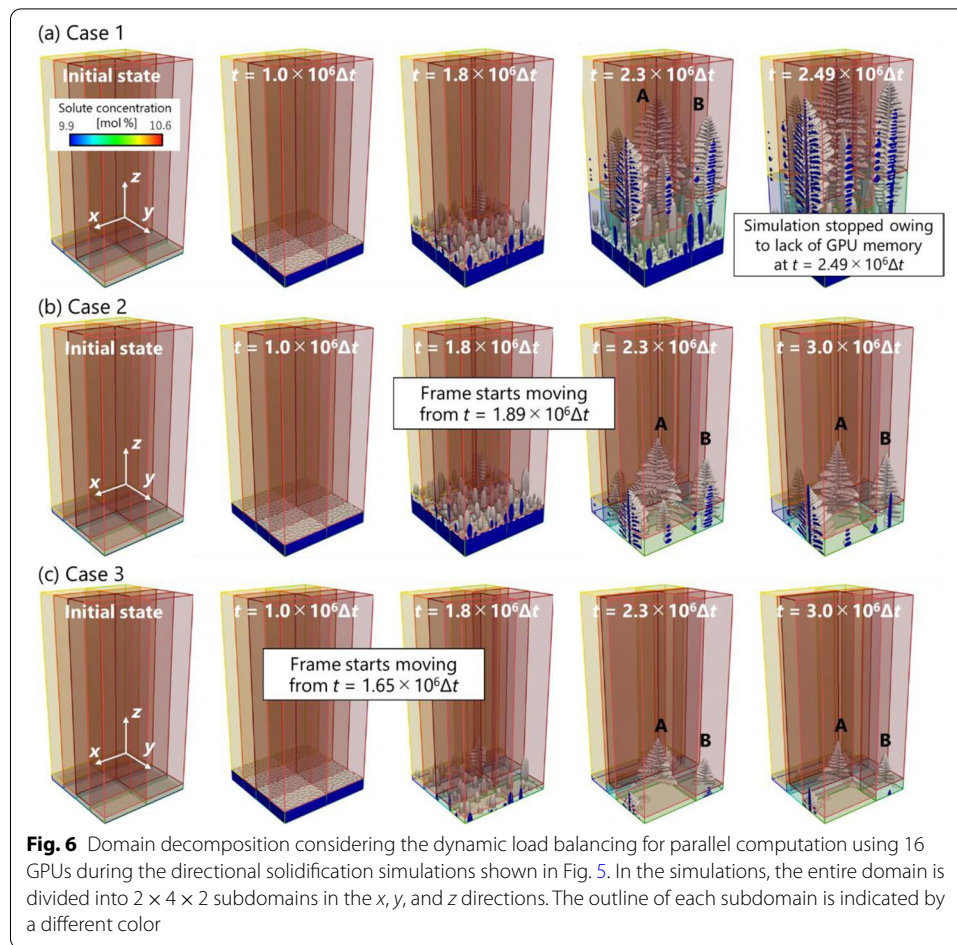 (a) Case 1
Initial state
t = 1.0 × 10⁶Δt
t = 1.8 × 10⁶Δt
t = 2.3 × 10⁶Δt
t = 2.49 × 10⁶Δt
Solute concentration
[mol %]
9.9
10.6
z
x
y
A
B
Simulation stopped owing
to lack of GPU memory
at t = 2.49 × 10⁶Δt
(b) Case 2
Initial state
t = 1.0 × 10⁶Δt
t = 1.8 × 10⁶Δt
t = 2.3 × 10⁶Δt
t = 3.0 × 10⁶Δt
Frame starts moving
from t = 1.89 × 10⁶Δt
z
x
y
A
B
A
B
(c) Case 3
Initial state
t = 1.0 × 10⁶Δt
t = 1.8 × 10⁶Δt
t = 2.3 × 10⁶Δt
t = 3.0 × 10⁶Δt
Frame starts moving
from t = 1.65 × 10⁶Δt
z
x
y
A
B
A
B
Fig. 6 Domain decomposition considering the dynamic load balancing for parallel computation using 16
GPUs during the directional solidification simulations shown in Fig. 5. In the simulations, the entire domain is
divided into 2 × 4 × 2 subdomains in the x, y, and z directions. The outline of each subdomain is indicated by
a different color